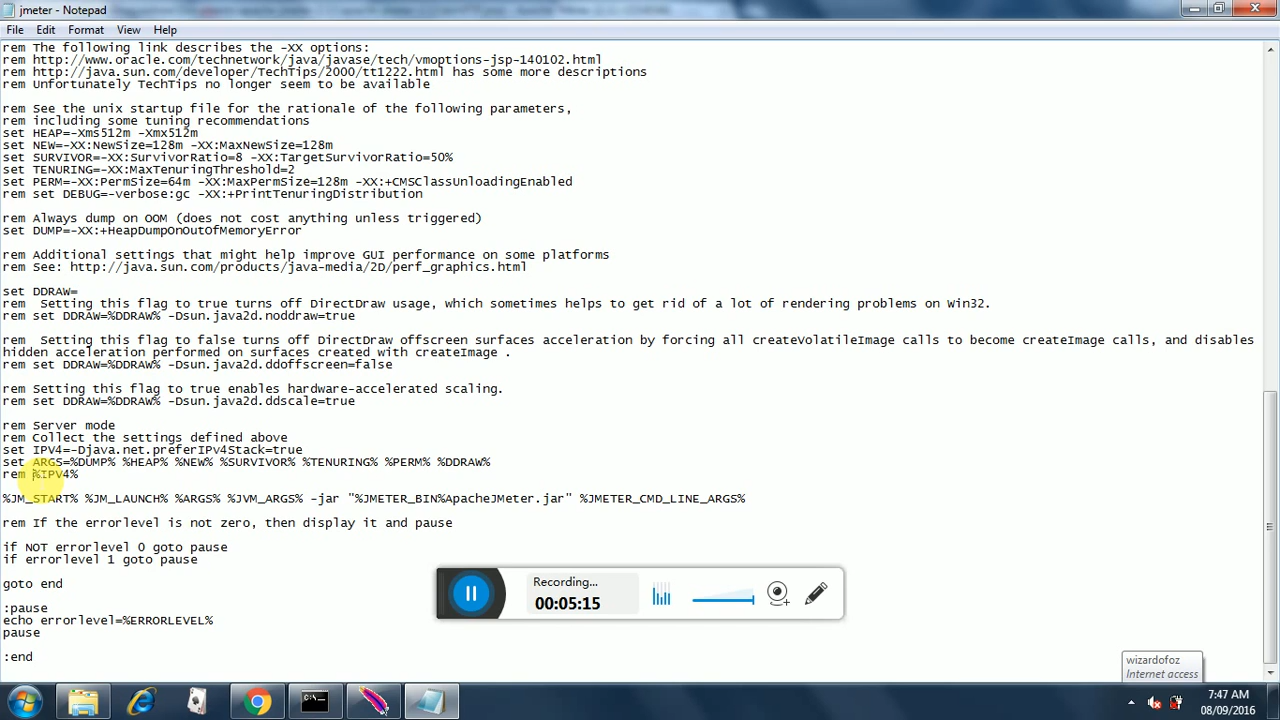 jmeter - Notepad
File Edit Format View Help
rem The following link describes the -XX options:
rem http://www.oracle.com/technetwork/java/javase/tech/vmoptions-jsp-140102.html
rem http://java.sun.com/developer/TechTips/2000/tt1222.html has some more descriptions
rem Unfortunately TechTips no longer seem to be available
rem See the unix startup file for the rationale of the following parameters,
rem including some tuning recommendations
set HEAP=-Xms512m -Xmx512m
set NEW=-XX:NewSize=128m -XX:MaxNewSize=128m
set SURVIVOR=-XX:SurvivorRatio=8 -XX:TargetSurvivorRatio=50%
set TENURING=-XX:MaxTenuringThreshold=2
set PERM=-XX:PermSize=64m -XX:MaxPermSize=128m -XX:+CMSClassUnloadingEnabled
rem set DEBUG=-verbose:gc -XX:+PrintTenuringDistribution
rem Always dump on OOM (does not cost anything unless triggered)
set DUMP=-XX:+HeapDumpOnOutOfMemoryError
rem Additional settings that might help improve GUI performance on some platforms
rem See: http://java.sun.com/products/java-media/2D/perf_graphics.html
set DDRAW=
rem  Setting this flag to true turns off DirectDraw usage, which sometimes helps to get rid of a lot of rendering problems on Win32.
rem set DDRAW=%DDRAW% -Dsun.java2d.noddraw=true
rem  Setting this flag to false turns off DirectDraw offscreen surfaces acceleration by forcing all createVolatileImage calls to become createImage calls, and disables
hidden acceleration performed on surfaces created with createImage .
rem set DDRAW=%DDRAW% -Dsun.java2d.ddoffscreen=false
rem Setting this flag to true enables hardware-accelerated scaling.
rem set DDRAW=%DDRAW% -Dsun.java2d.ddscale=true
rem Server mode
rem Collect the settings defined above
set IPV4=-Djava.net.preferIPv4Stack=true
set ARGS=%DUMP% %HEAP% %NEW% %SURVIVOR% %TENURING% %PERM% %DDRAW%
rem %IPV4%
%JM_START% %JM_LAUNCH% %ARGS% %JVM_ARGS% -jar "%JMETER_BIN%ApacheJMeter.jar" %JMETER_CMD_LINE_ARGS%
rem If the errorlevel is not zero, then display it and pause
if NOT errorlevel 0 goto pause
if errorlevel 1 goto pause
goto end
:pause
echo errorlevel=%ERRORLEVEL%
pause
:end
Recording...
00:05:15
wizardofoz
Internet access
7:47 AM
08/09/2016